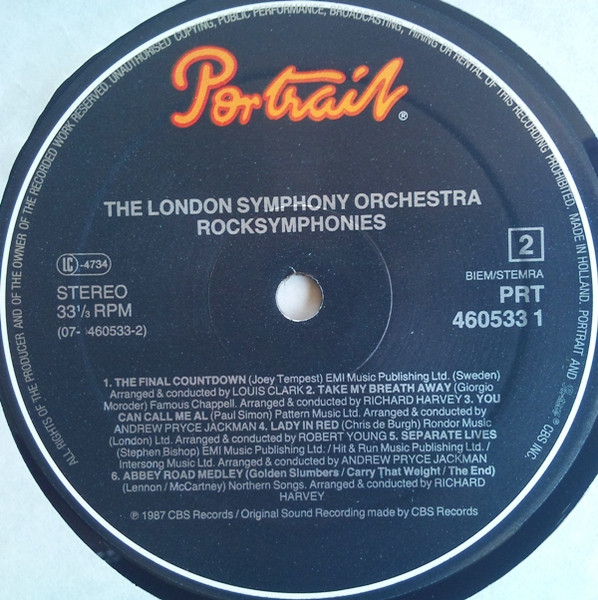 ALL RIGHTS OF THE PRODUCER AND OF THE OWNER OF THE RECORDED WORK RESERVED. UNAUTHORISED COPYING, PUBLIC PERFORMANCE, BROADCASTING, HIRING OR RENTAL OF THIS RECORDING PROHIBITED. MADE IN HOLLAND. PORTRAIT AND ® CBS INC.
Portrait®
THE LONDON SYMPHONY ORCHESTRA
ROCKSYMPHONIES
LC -4734
2
STEREO
BIEM/STEMRA
33⅓ RPM
PRT
(07- 460533-2)
460533 1
1. THE FINAL COUNTDOWN (Joey Tempest) EMI Music Publishing Ltd. (Sweden)
Arranged & conducted by LOUIS CLARK 2. TAKE MY BREATH AWAY (Giorgio
Moroder) Famous Chappell. Arranged & conducted by RICHARD HARVEY 3. YOU
CAN CALL ME AL (Paul Simon) Pattern Music Ltd. Arranged & conducted by
ANDREW PRYCE JACKMAN 4. LADY IN RED (Chris de Burgh) Rondor Music
(London) Ltd. Arranged & conducted by ROBERT YOUNG 5. SEPARATE LIVES
(Stephen Bishop) EMI Music Publishing Ltd. / Hit & Run Music Publishing Ltd. /
Intersong Music Ltd. Arranged & conducted by ANDREW PRYCE JACKMAN
6. ABBEY ROAD MEDLEY (Golden Slumbers / Carry That Weight / The End)
(Lennon / McCartney) Northern Songs. Arranged & conducted by RICHARD
HARVEY
℗ 1987 CBS Records / Original Sound Recording made by CBS Records